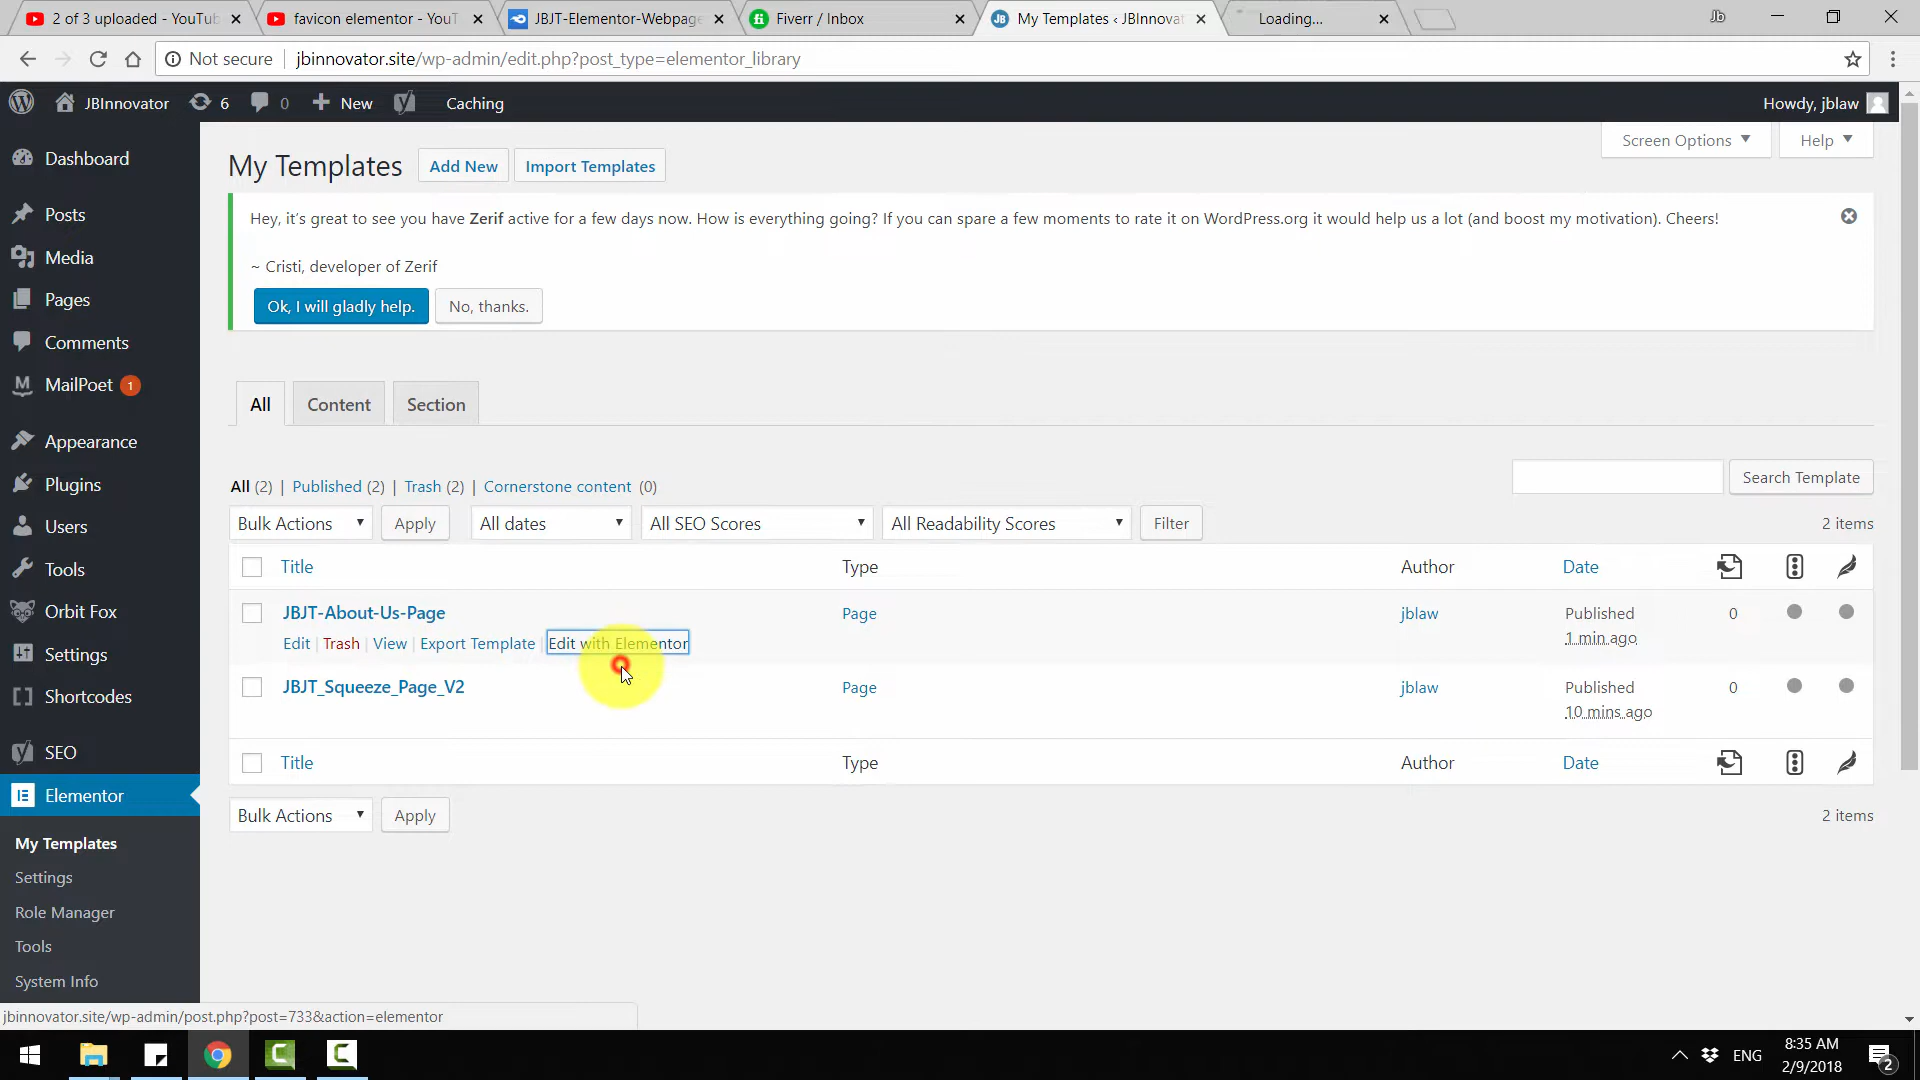 2 of 3 uploaded - YouTub
favicon elementor - YouT
JBJT-Elementor-Webpage
Fiverr / Inbox
My Templates ‹ JBInnovat
Loading...
Jb
Not secure
jbinnovator.site/wp-admin/edit.php?post_type=elementor_library
JBInnovator
6
0
New
Caching
Howdy, jblaw
Dashboard
Posts
Media
Pages
Comments
MailPoet 1
Appearance
Plugins
Users
Tools
Orbit Fox
Settings
Shortcodes
SEO
Elementor
My Templates
Settings
Role Manager
Tools
System Info
Screen Options
Help
My Templates
Add New
Import Templates
Hey, it's great to see you have Zerif active for a few days now. How is everything going? If you can spare a few moments to rate it on WordPress.org it would help us a lot (and boost my motivation). Cheers!
~ Cristi, developer of Zerif
Ok, I will gladly help.
No, thanks.
All
Content
Section
All (2) | Published (2) | Trash (2) | Cornerstone content (0)
Search Template
Bulk Actions
Apply
All dates
All SEO Scores
All Readability Scores
Filter
2 items
Title
Type
Author
Date
JBJT-About-Us-Page
Page
jblaw
Published
0
Edit | Trash | View | Export Template | Edit with Elementor
1 min ago
JBJT_Squeeze_Page_V2
Page
jblaw
Published
0
10 mins ago
Title
Type
Author
Date
Bulk Actions
Apply
2 items
jbinnovator.site/wp-admin/post.php?post=733&action=elementor
ENG
8:35 AM
2/9/2018
2